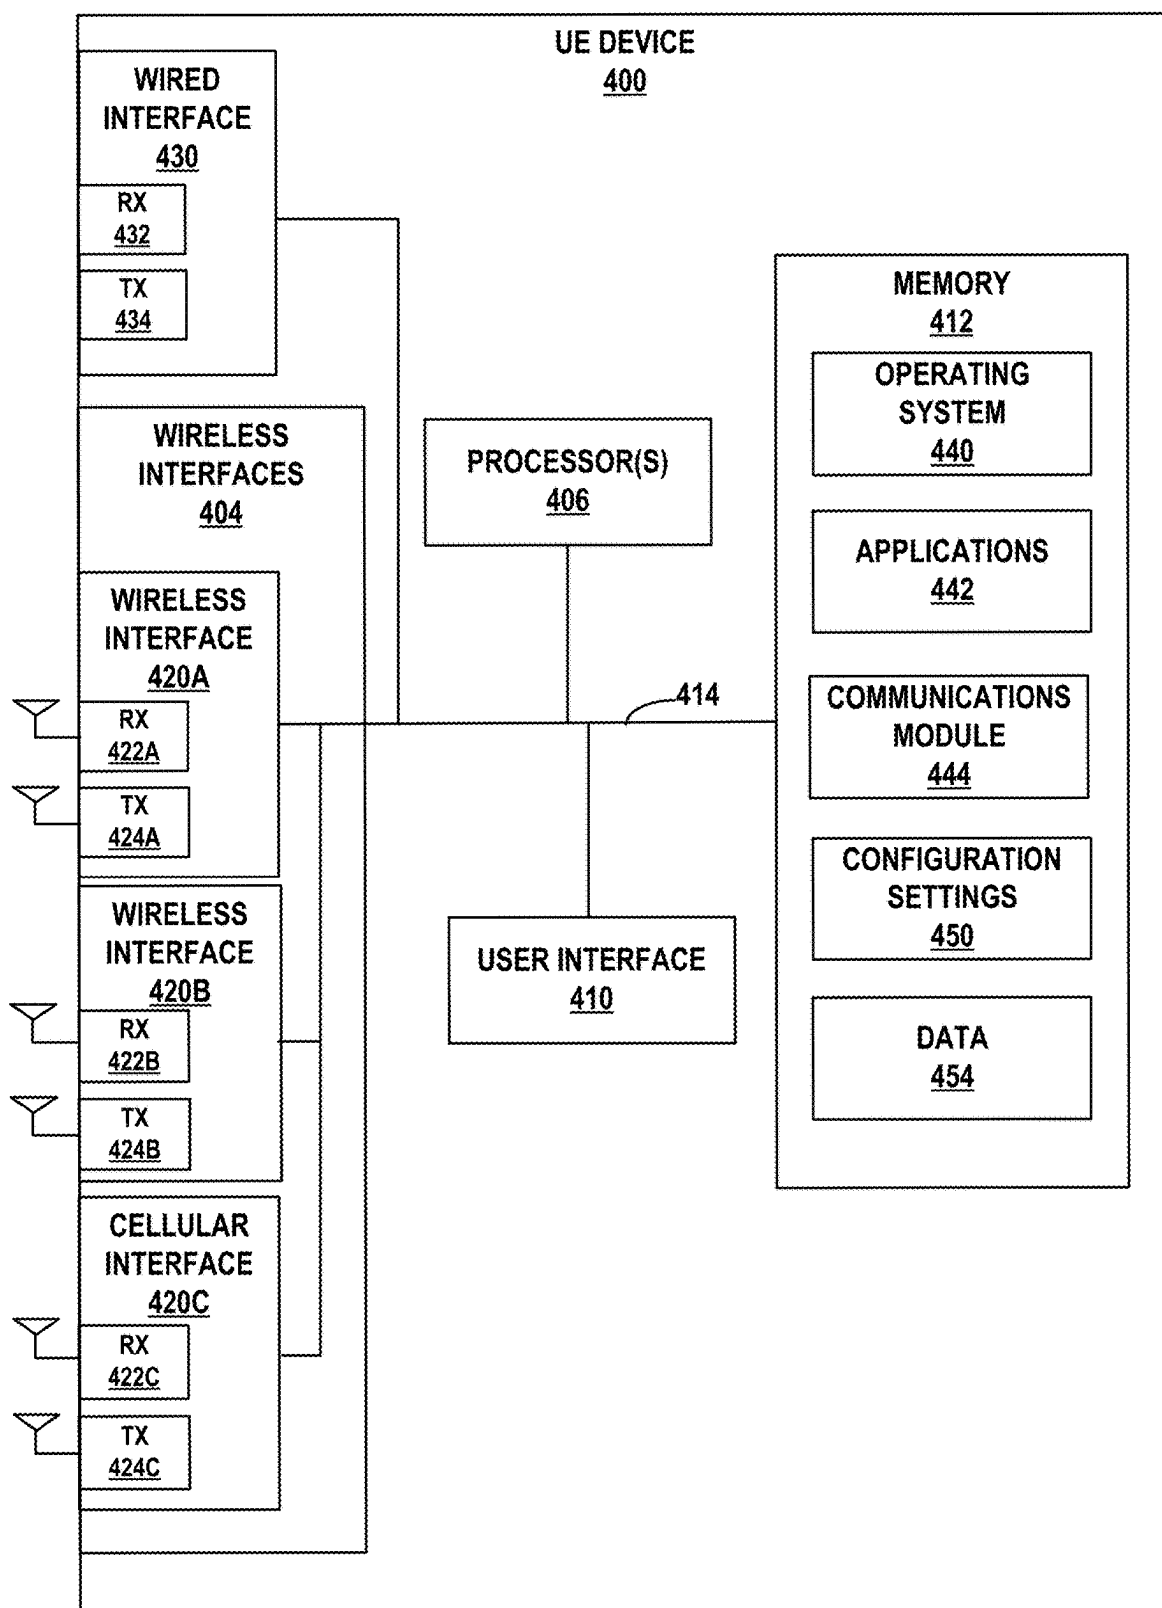 UE DEVICE
400
WIRED
INTERFACE
430
RX
432
TX
434
WIRELESS
INTERFACES
404
WIRELESS
INTERFACE
420A
RX
422A
TX
424A
WIRELESS
INTERFACE
420B
RX
422B
TX
424B
CELLULAR
INTERFACE
420C
RX
422C
TX
424C
PROCESSOR(S)
406
414
USER INTERFACE
410
MEMORY
412
OPERATING
SYSTEM
440
APPLICATIONS
442
COMMUNICATIONS
MODULE
444
CONFIGURATION
SETTINGS
450
DATA
454